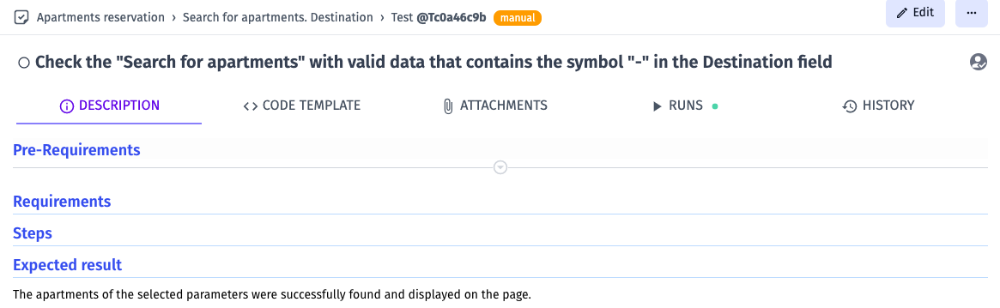 Apartments reservation › Search for apartments. Destination › Test @Tc0a46c9b manual Edit ...
Check the "Search for apartments" with valid data that contains the symbol "-" in the Destination field
DESCRIPTION <> CODE TEMPLATE ATTACHMENTS RUNS HISTORY
Pre-Requirements
Requirements
Steps
Expected result
The apartments of the selected parameters were successfully found and displayed on the page.